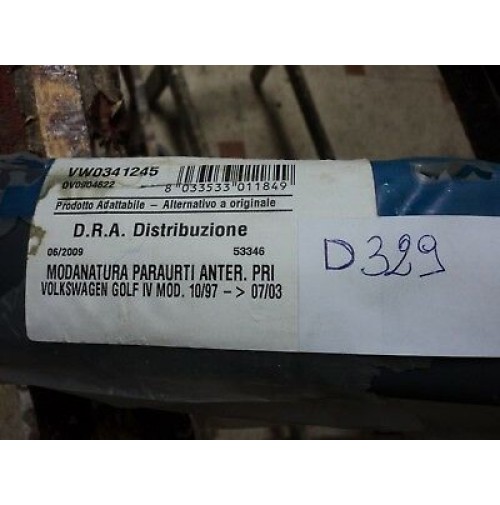 VW0341245
0V0904622
8 033533 011849
Prodotto Adattabile – Alternativo a originale
D.R.A. Distribuzione
06/2009 53346
MODANATURA PARAURTI ANTER. PRI
VOLKSWAGEN GOLF IV MOD. 10/97 –> 07/03
D329